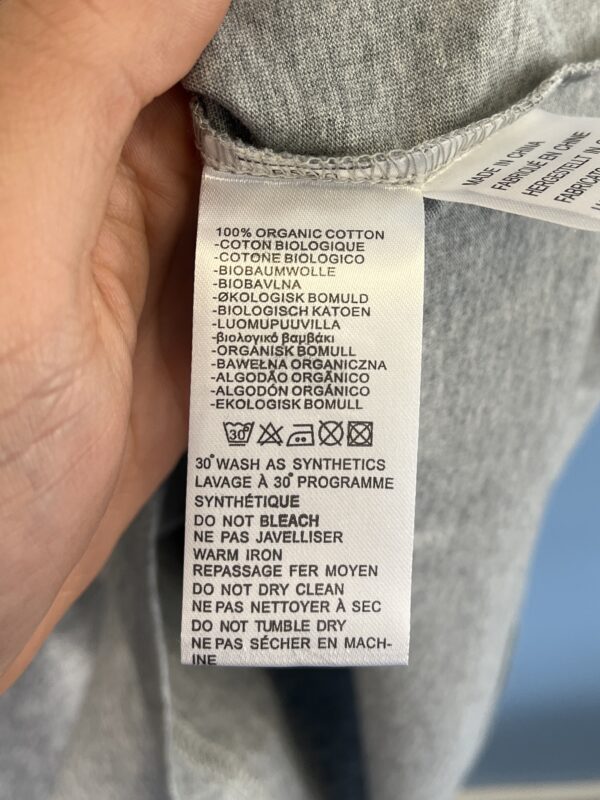 100% ORGANIC COTTON
-COTON BIOLOGIQUE
-COTONE BIOLOGICO
-BIOBAUMWOLLE
-BIOBAVLNA
-ØKOLOGISK BOMULD
-BIOLOGISCH KATOEN
-LUOMUPUUVILLA
-βιολογικό βαμβάκι
-ORGANISK BOMULL
-BAWEŁNA ORGANICZNA
-ALGODÃO ORGÂNICO
-ALGODÓN ORGÁNICO
-EKOLOGISK BOMULL
30°
30° WASH AS SYNTHETICS
LAVAGE À 30° PROGRAMME
SYNTHÉTIQUE
DO NOT BLEACH
NE PAS JAVELLISER
WARM IRON
REPASSAGE FER MOYEN
DO NOT DRY CLEAN
NE PAS NETTOYER À SEC
DO NOT TUMBLE DRY
NE PAS SÉCHER EN MACH-
INE
MADE IN CHINA
FABRIQUÉ EN CHINE
HERGESTELLT IN